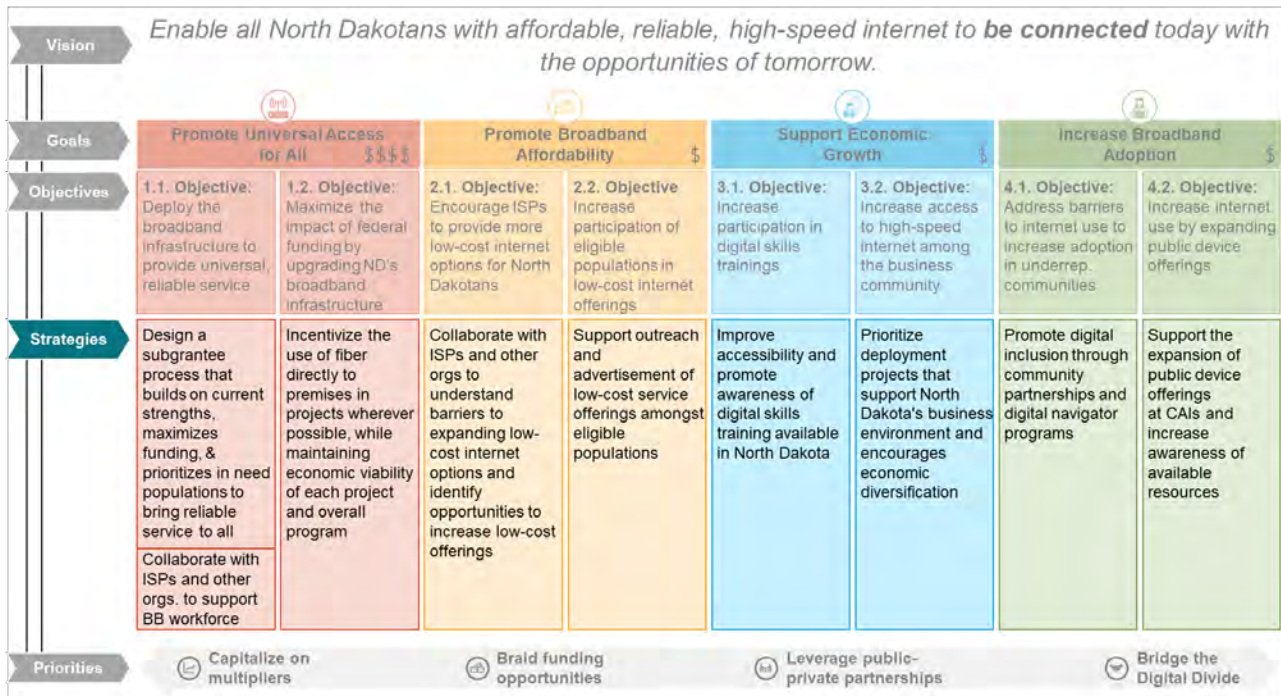 Vision
Enable all North Dakotans with affordable, reliable, high-speed internet to be connected today with
the opportunities of tomorrow.
Goals
Promote Universal Access
for All $$$$
Promote Broadband
Affordability $
Support Economic
Growth $
Increase Broadband
Adoption $
Objectives
1.1. Objective:
Deploy the
broadband
infrastructure to
provide universal,
reliable service
1.2. Objective:
Maximize the
impact of federal
funding by
upgrading ND's
broadband
infrastructure
2.1. Objective:
Encourage ISPs
to provide more
low-cost internet
options for North
Dakotans
2.2. Objective
Increase
participation of
eligible
populations in
low-cost internet
offerings
3.1. Objective:
Increase
participation in
digital skills
trainings
3.2. Objective:
Increase access
to high-speed
internet among
the business
community
4.1. Objective:
Address barriers
to internet use to
increase adoption
in underrep.
communities
4.2. Objective:
Increase internet
use by expanding
public device
offerings
Strategies
Design a
subgrantee
process that
builds on current
strengths,
maximizes
funding, &
prioritizes in need
populations to
bring reliable
service to all
Collaborate with
ISPs and other
orgs. to support
BB workforce
Incentivize the
use of fiber
directly to
premises in
projects wherever
possible, while
maintaining
economic viability
of each project
and overall
program
Collaborate with
ISPs and other
orgs to
understand
barriers to
expanding low-
cost internet
options and
identify
opportunities to
increase low-cost
offerings
Support outreach
and
advertisement of
low-cost service
offerings amongst
eligible
populations
Improve
accessibility and
promote
awareness of
digital skills
training available
in North Dakota
Prioritize
deployment
projects that
support North
Dakota's business
environment and
encourages
economic
diversification
Promote digital
inclusion through
community
partnerships and
digital navigator
programs
Support the
expansion of
public device
offerings
at CAIs and
increase
awareness of
available
resources
Priorities
Capitalize on
multipliers
Braid funding
opportunities
Leverage public-
private partnerships
Bridge the
Digital Divide